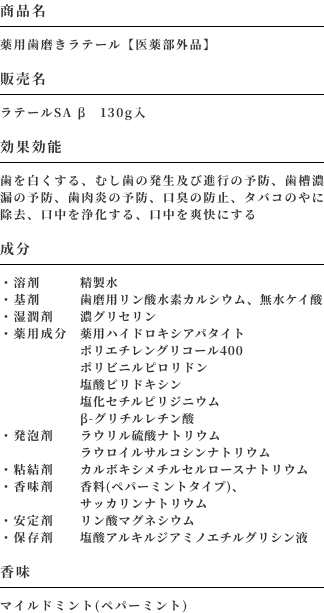 商品名
薬用歯磨きラテール【医薬部外品】
販売名
ラテールSA β　130g入
効果効能
歯を白くする、むし歯の発生及び進行の予防、歯槽濃
漏の予防、歯肉炎の予防、口臭の防止、タバコのやに
除去、口中を浄化する、口中を爽快にする
成分
・溶剤　精製水
・基剤　歯磨用リン酸水素カルシウム、無水ケイ酸
・湿潤剤　濃グリセリン
・薬用成分　薬用ハイドロキシアパタイト
ポリエチレングリコール400
ポリビニルピロリドン
塩酸ピリドキシン
塩化セチルピリジニウム
β-グリチルレチン酸
・発泡剤　ラウリル硫酸ナトリウム
ラウロイルサルコシンナトリウム
・粘結剤　カルボキシメチルセルロースナトリウム
・香味剤　香料(ペパーミントタイプ)、
サッカリンナトリウム
・安定剤　リン酸マグネシウム
・保存剤　塩酸アルキルジアミノエチルグリシン液
香味
マイルドミント(ペパーミント)